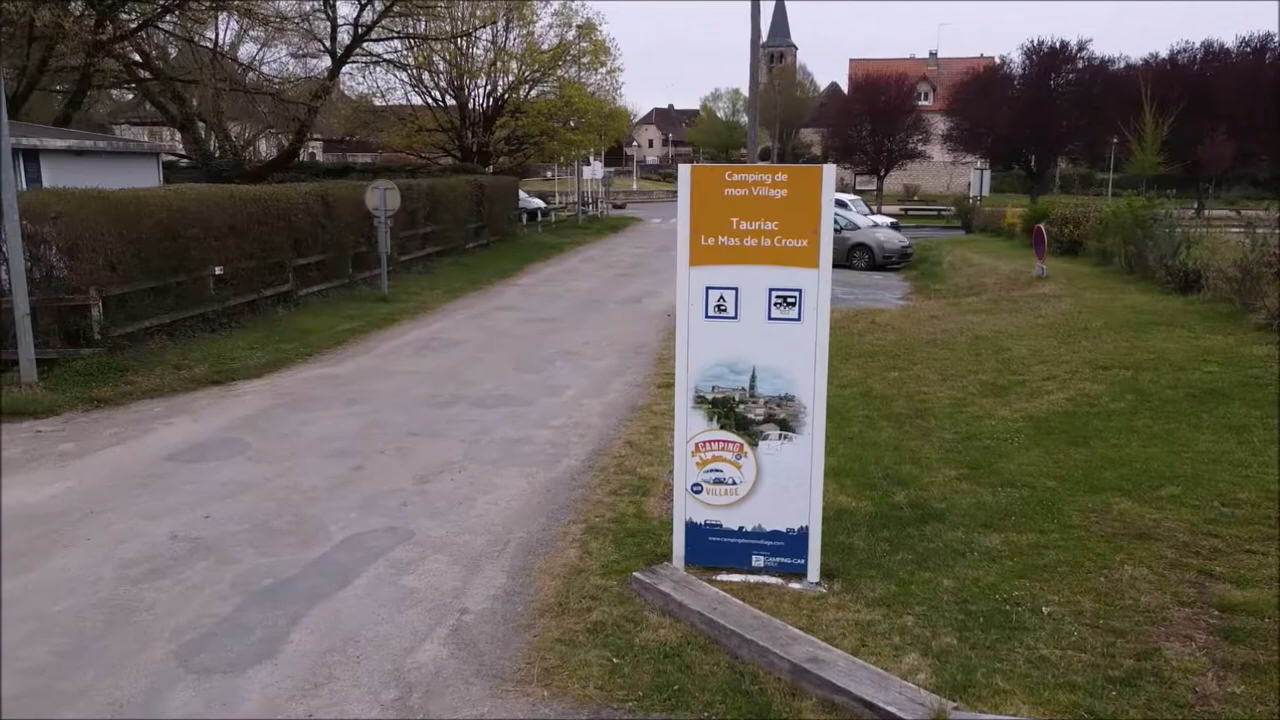 Camping de
mon Village
Tauriac
Le Mas de la Croux
CAMPING
VILLAGE
www.campingdemonvillage.com
CAMPING-CAR